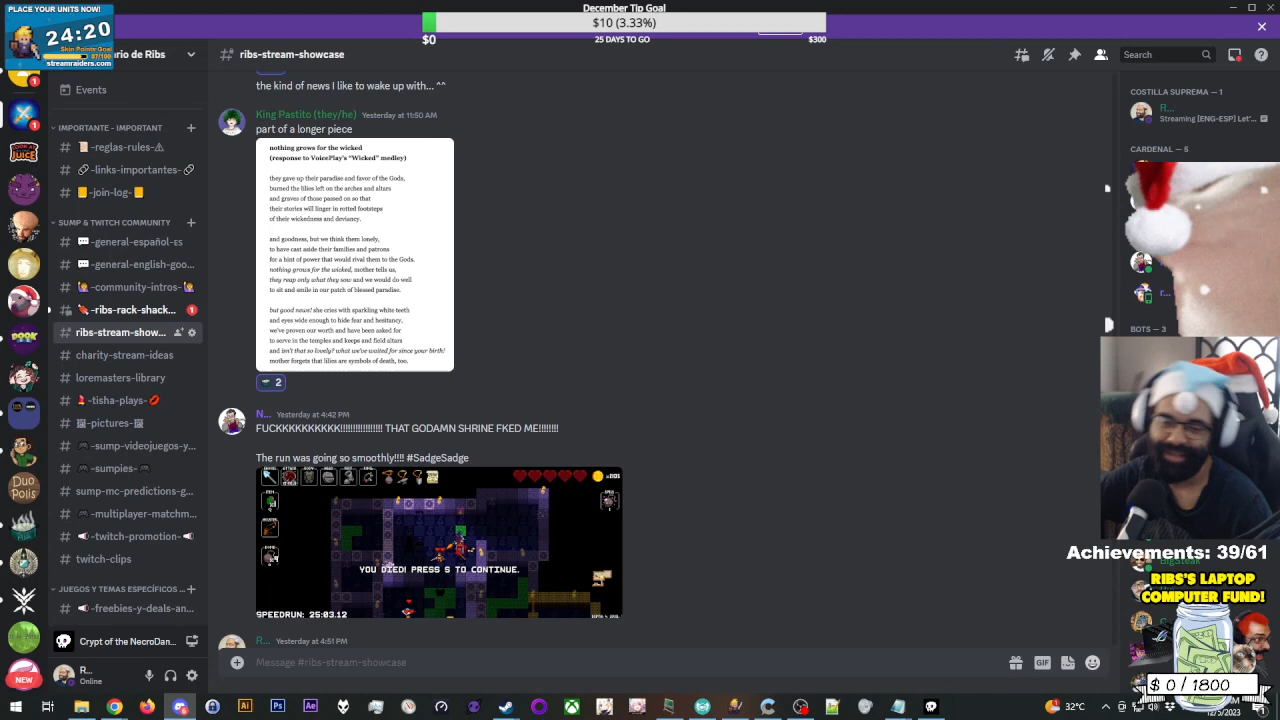 December Tip Goal
PLACE YOUR UNITS NOW!
24:20
Skin Points Goal
87/100
streamraiders.com
$10 (3.33%)
$0
25 DAYS TO GO
$300
ribs-stream-showcase
Search
Events
IMPORTANTE - IMPORTANT
-reglas-rules-
-links-importantes-
-join-log-
SUMP & TWITCH COMMUNITY
-general-español-ES
-general-english-goo...
ribs-stream-show...
charity-stream-ideas
loremasters-library
-tisha-plays-
-pictures-
-sump-videojuegos-y...
-sumpies-
sump-mc-predictions-g...
-multiplayer-matchm...
-twitch-promotion-
twitch-clips
JUEGOS Y TEMAS ESPECÍFICOS ...
-freebies-y-deals-an...
Crypt of the NecroDan...
Online
NEW
the kind of news I like to wake up with... ^^
King Pastito (they/he) Yesterday at 11:50 AM
part of a longer piece
nothing grows for the wicked
(response to VoicePlay's "Wicked" medley)
they gave up their paradise and favor of the Gods,
burned the lilies left on the arches and altars
and graves of those passed on so that
their stories will linger in rotted footsteps
of their wickedness and deviancy.
and goodness, but we think them lonely,
to have cast aside their families and patrons
for a hint of power that would rival them to the Gods.
nothing grows for the wicked, mother tells us,
they reap only what they sow and we would do well
to sit and smile in our patch of blessed paradise.
but good news! she cries with sparkling white teeth
and eyes wide enough to hide fear and hesitancy,
we've proven our worth and have been asked for
to serve in the temples and keeps and field altars
and isn't that so lovely? what we've waited for since your birth!
mother forgets that lilies are symbols of death, too.
2
N... Yesterday at 4:42 PM
FUCKKKKKKKKK!!!!!!!!!!!!!!!!! THAT GODAMN SHRINE FKED ME!!!!!!!!
The run was going so smoothly!!!! #SadgeSadge
YOU DIED! PRESS S TO CONTINUE.
SPEEDRUN: 25:03.12
R... Yesterday at 4:51 PM
Message #ribs-stream-showcase
GIF
COSTILLA SUPREMA — 1
R...
Streaming [ENG-ESP] Let'...
CARDENAL — 5
BOTS — 3
Achievements: 39/61
BigSteak
RIBS'S LAPTOP
COMPUTER FUND!
$ 0 / 1800
2°C
12/5/2023